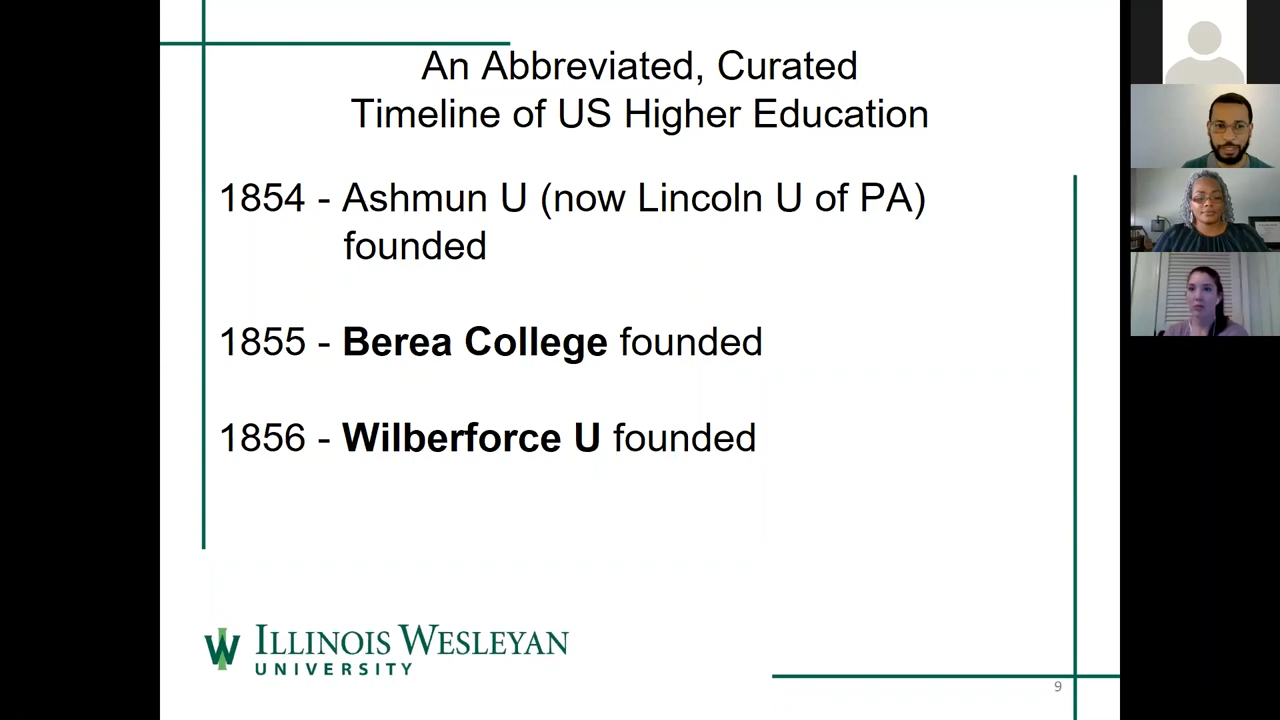 An Abbreviated, Curated
Timeline of US Higher Education
1854 - Ashmun U (now Lincoln U of PA)
founded
1855 - Berea College founded
1856 - Wilberforce U founded
ILLINOIS WESLEYAN
UNIVERSITY
9